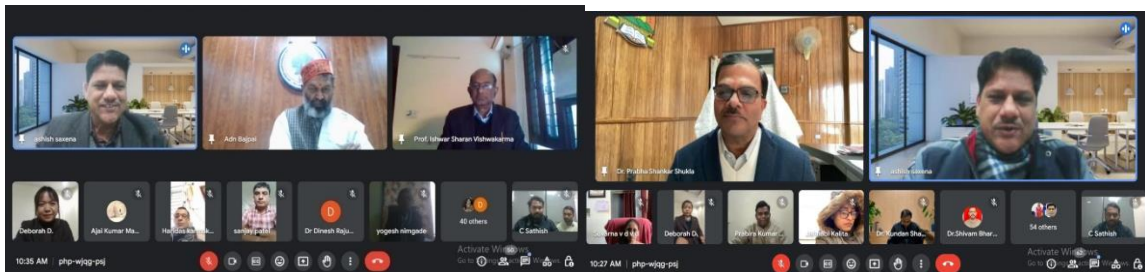 ashish saxena
Adn Bajpai
Prof. Ishwar Sharan Vishwakarma
Deborah D.
Ajai Kumar Ma...
sanjay patel
D
Dr Dinesh Raju...
yogesh nimgade
D
40 others
C Sathish
Activate Windows
10:35 AM | php-wjqg-psj
Dr. Prabha Shankar Shukla
ashish saxena
Deborah D.
Prabira Kumar...
Kalita
Dr. Kundan Sha...
Dr.Shivam Bhar...
54 others
C Sathish
Activate Windows
10:27 AM | php-wjqg-psj